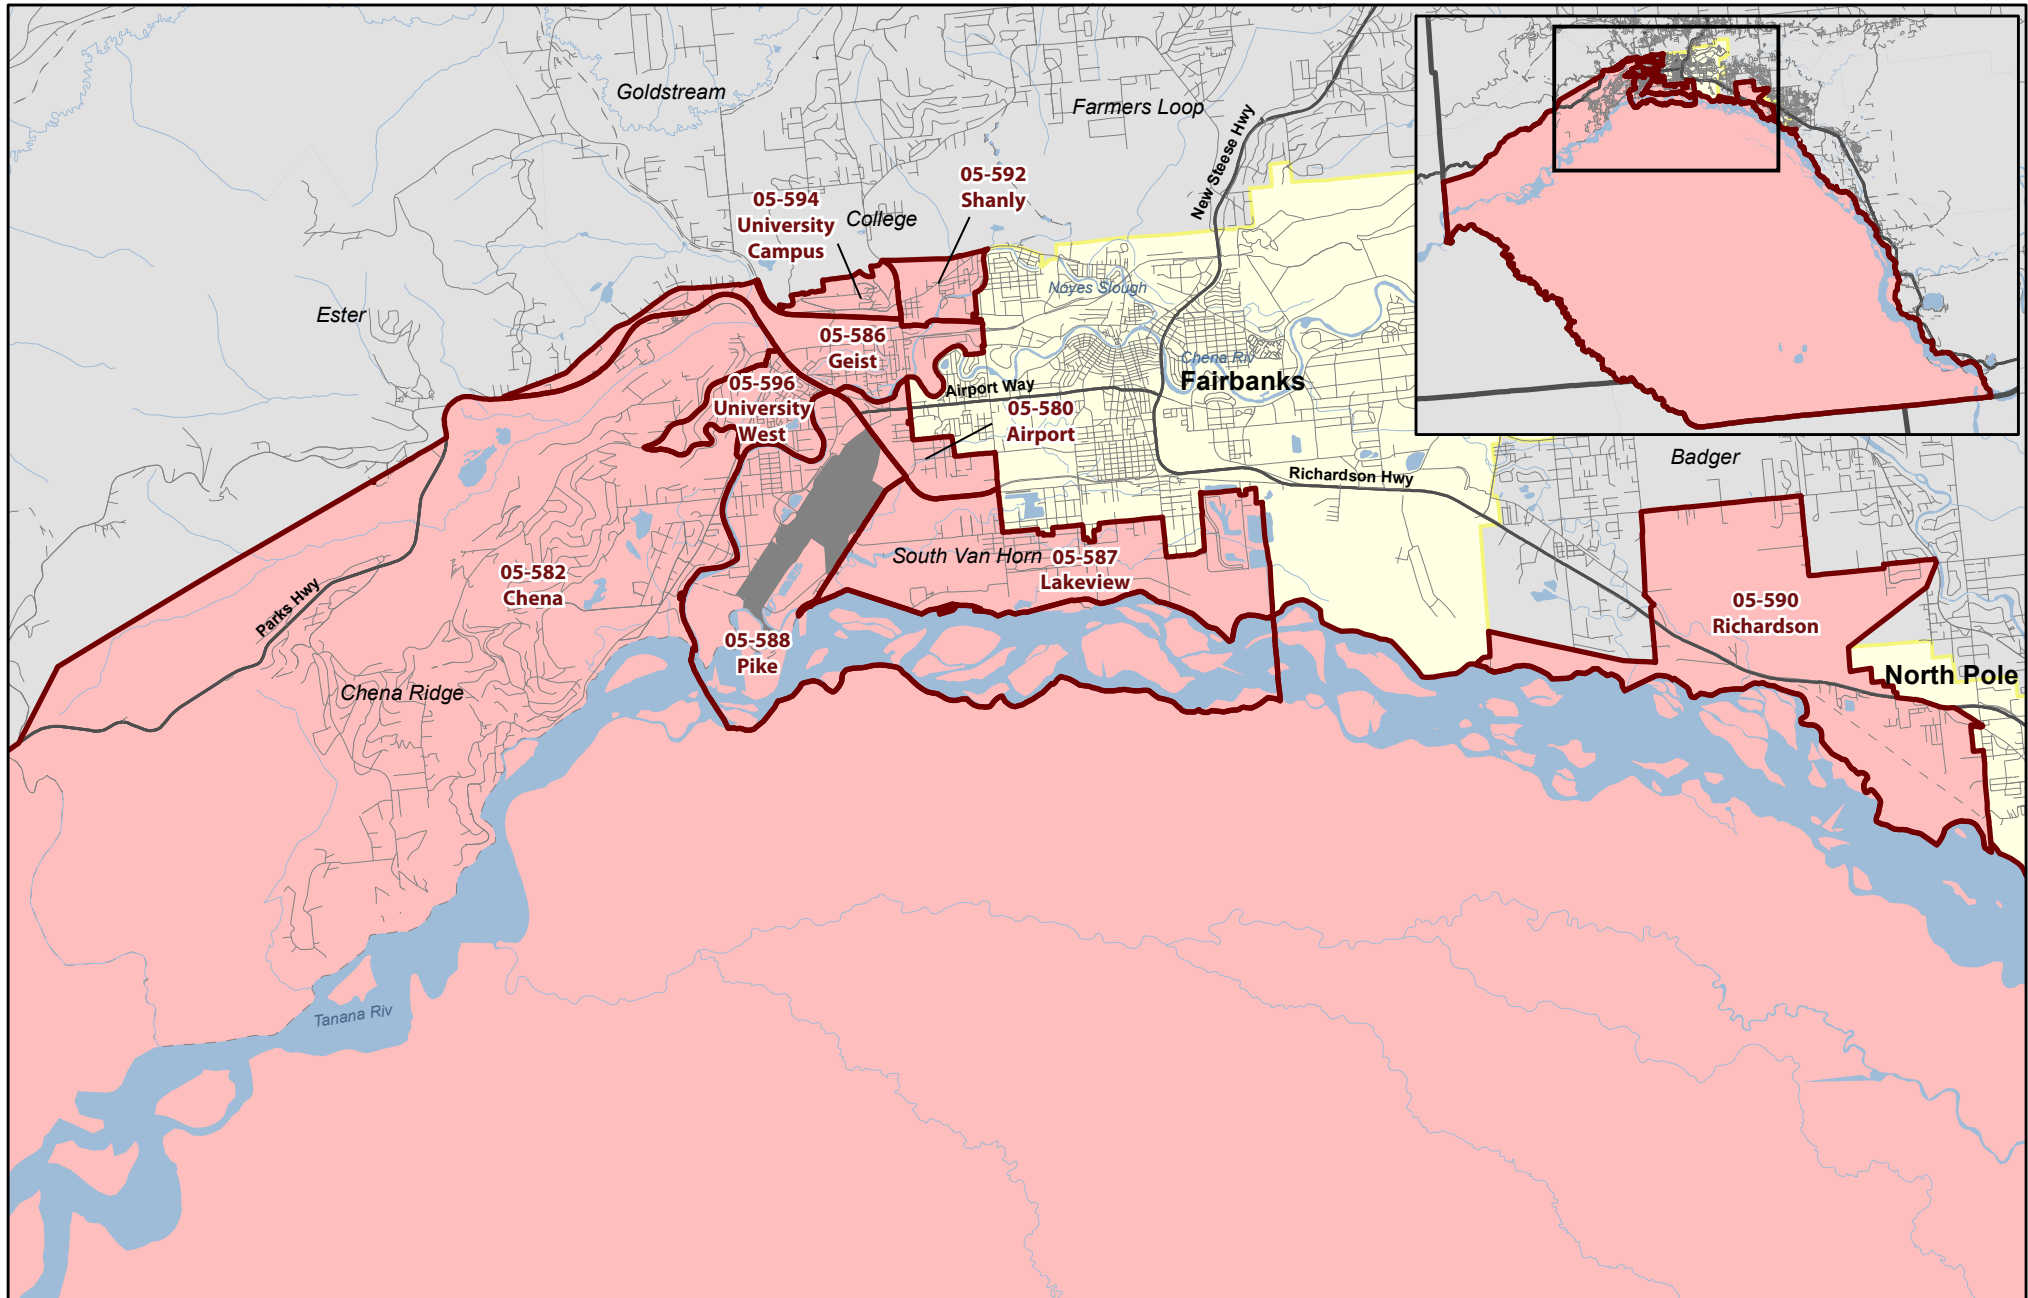 Goldstream
Farmers Loop
New Steese Hwy
05-592
Shanly
05-594
University
Campus
College
Noyes Slough
Ester
05-586
Geist
Chena Riv
Fairbanks
05-596
University
West
Airport Way
05-580
Airport
Richardson Hwy
Badger
South Van Horn
05-587
Lakeview
05-582
Chena
Parks Hwy
05-590
Richardson
05-588
Pike
North Pole
Chena Ridge
Tanana Riv